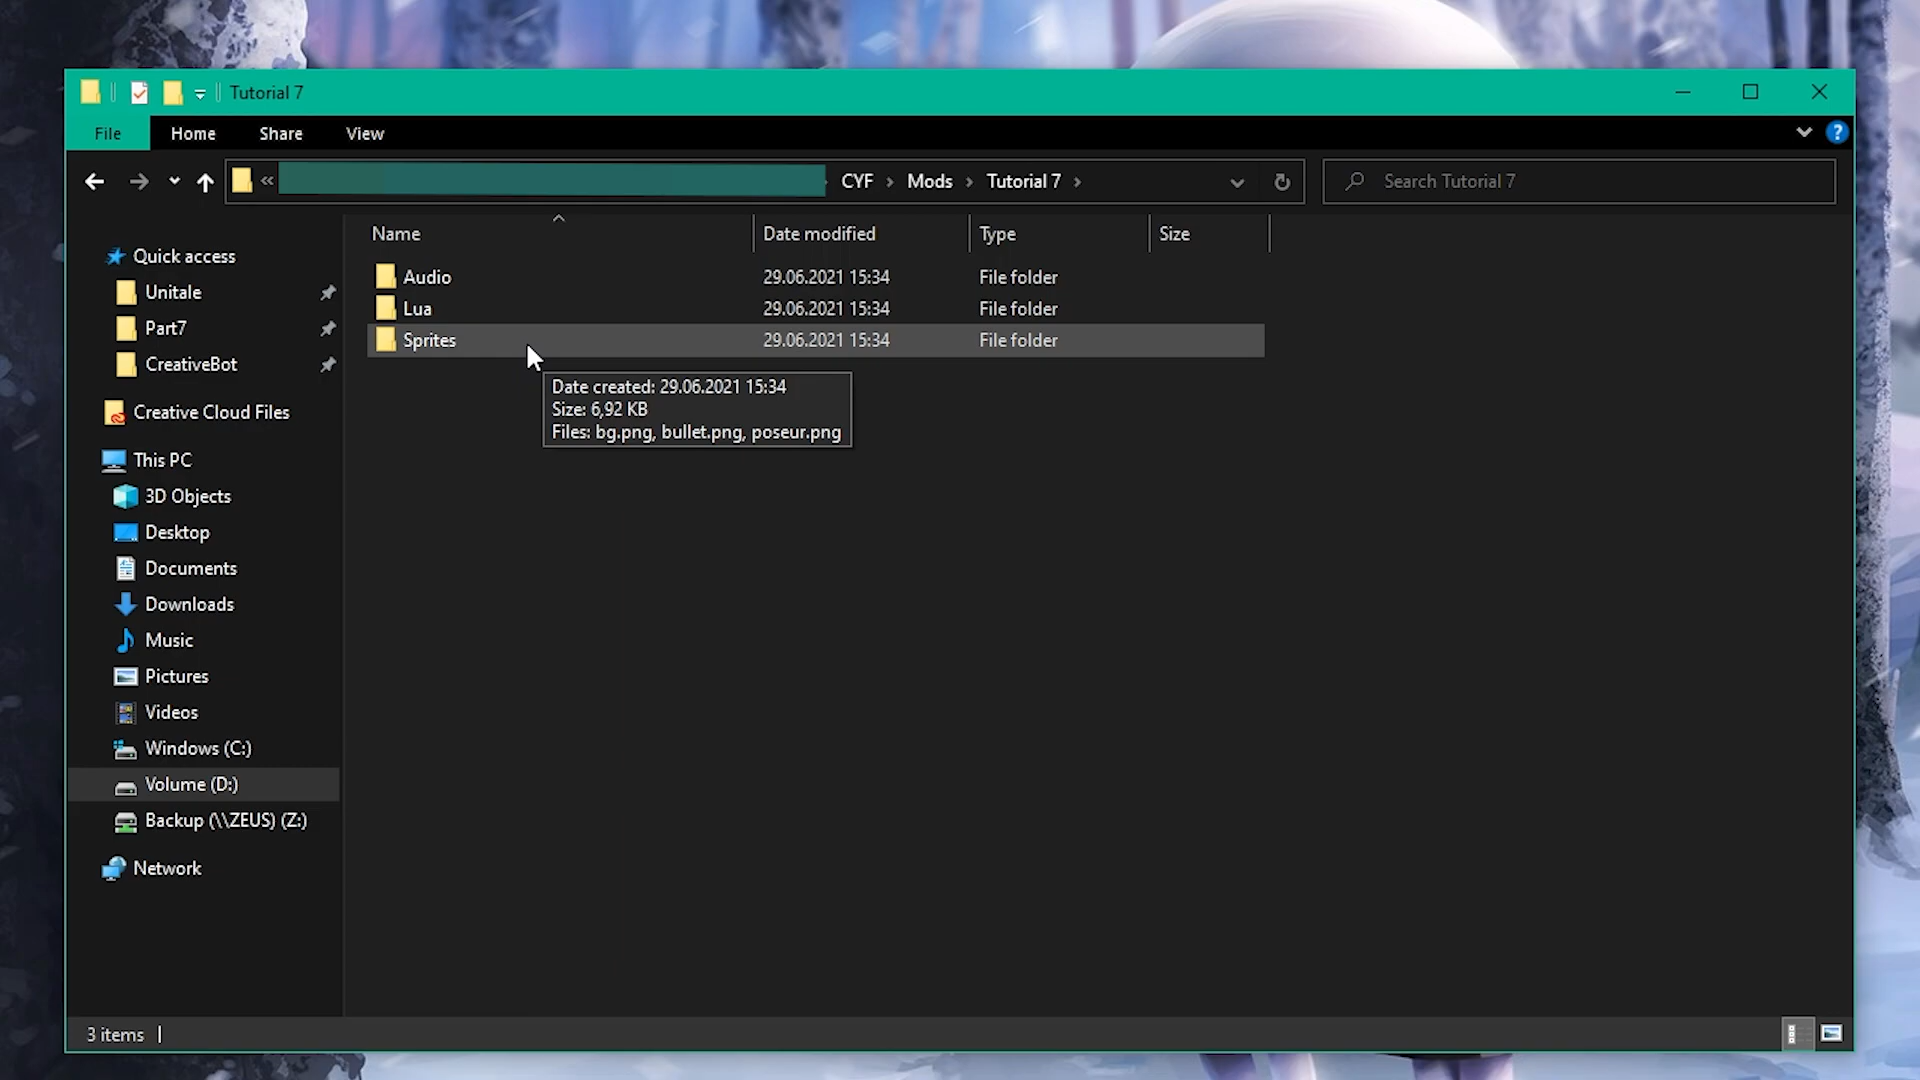 Tutorial 7
File Home Share View
« CYF › Mods › Tutorial 7 ›
Search Tutorial 7
Name Date modified Type Size
Audio 29.06.2021 15:34 File folder
Lua 29.06.2021 15:34 File folder
Sprites 29.06.2021 15:34 File folder
Date created: 29.06.2021 15:34
Size: 6,92 KB
Files: bg.png, bullet.png, poseur.png
Quick access
Unitale
Part7
CreativeBot
Creative Cloud Files
This PC
3D Objects
Desktop
Documents
Downloads
Music
Pictures
Videos
Windows (C:)
Volume (D:)
Backup (\\ZEUS) (Z:)
Network
3 items